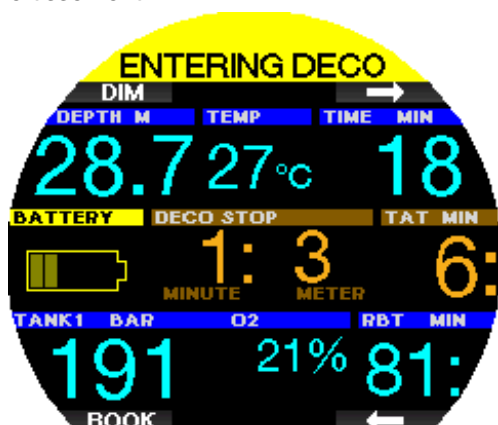 ENTERING DECO
DIM →
DEPTH M TEMP TIME MIN
28.7 27°C 18
BATTERY DECO STOP TAT MIN
1: 3 6:
MINUTE METER
TANK1 BAR O2 RBT MIN
191 21% 81:
BOOK ←